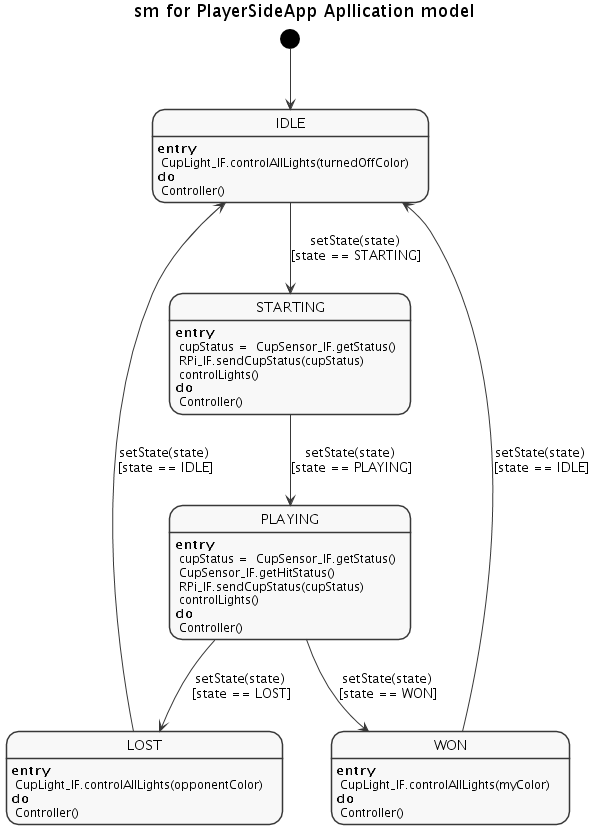 sm for PlayerSideApp Apllication model
IDLE
entry
CupLight_IF.controlAllLights(turnedOffColor)
do
Controller()
setState(state)
[state == STARTING]
STARTING
entry
cupStatus = CupSensor_IF.getStatus()
RPi_IF.sendCupStatus(cupStatus)
controlLights()
do
Controller()
setState(state)
[state == IDLE]
setState(state)
[state == PLAYING]
setState(state)
[state == IDLE]
PLAYING
entry
cupStatus = CupSensor_IF.getStatus()
CupSensor_IF.getHitStatus()
RPi_IF.sendCupStatus(cupStatus)
controlLights()
do
Controller()
setState(state)
[state == LOST]
setState(state)
[state == WON]
LOST
entry
CupLight_IF.controlAllLights(opponentColor)
do
Controller()
WON
entry
CupLight_IF.controlAllLights(myColor)
do
Controller()